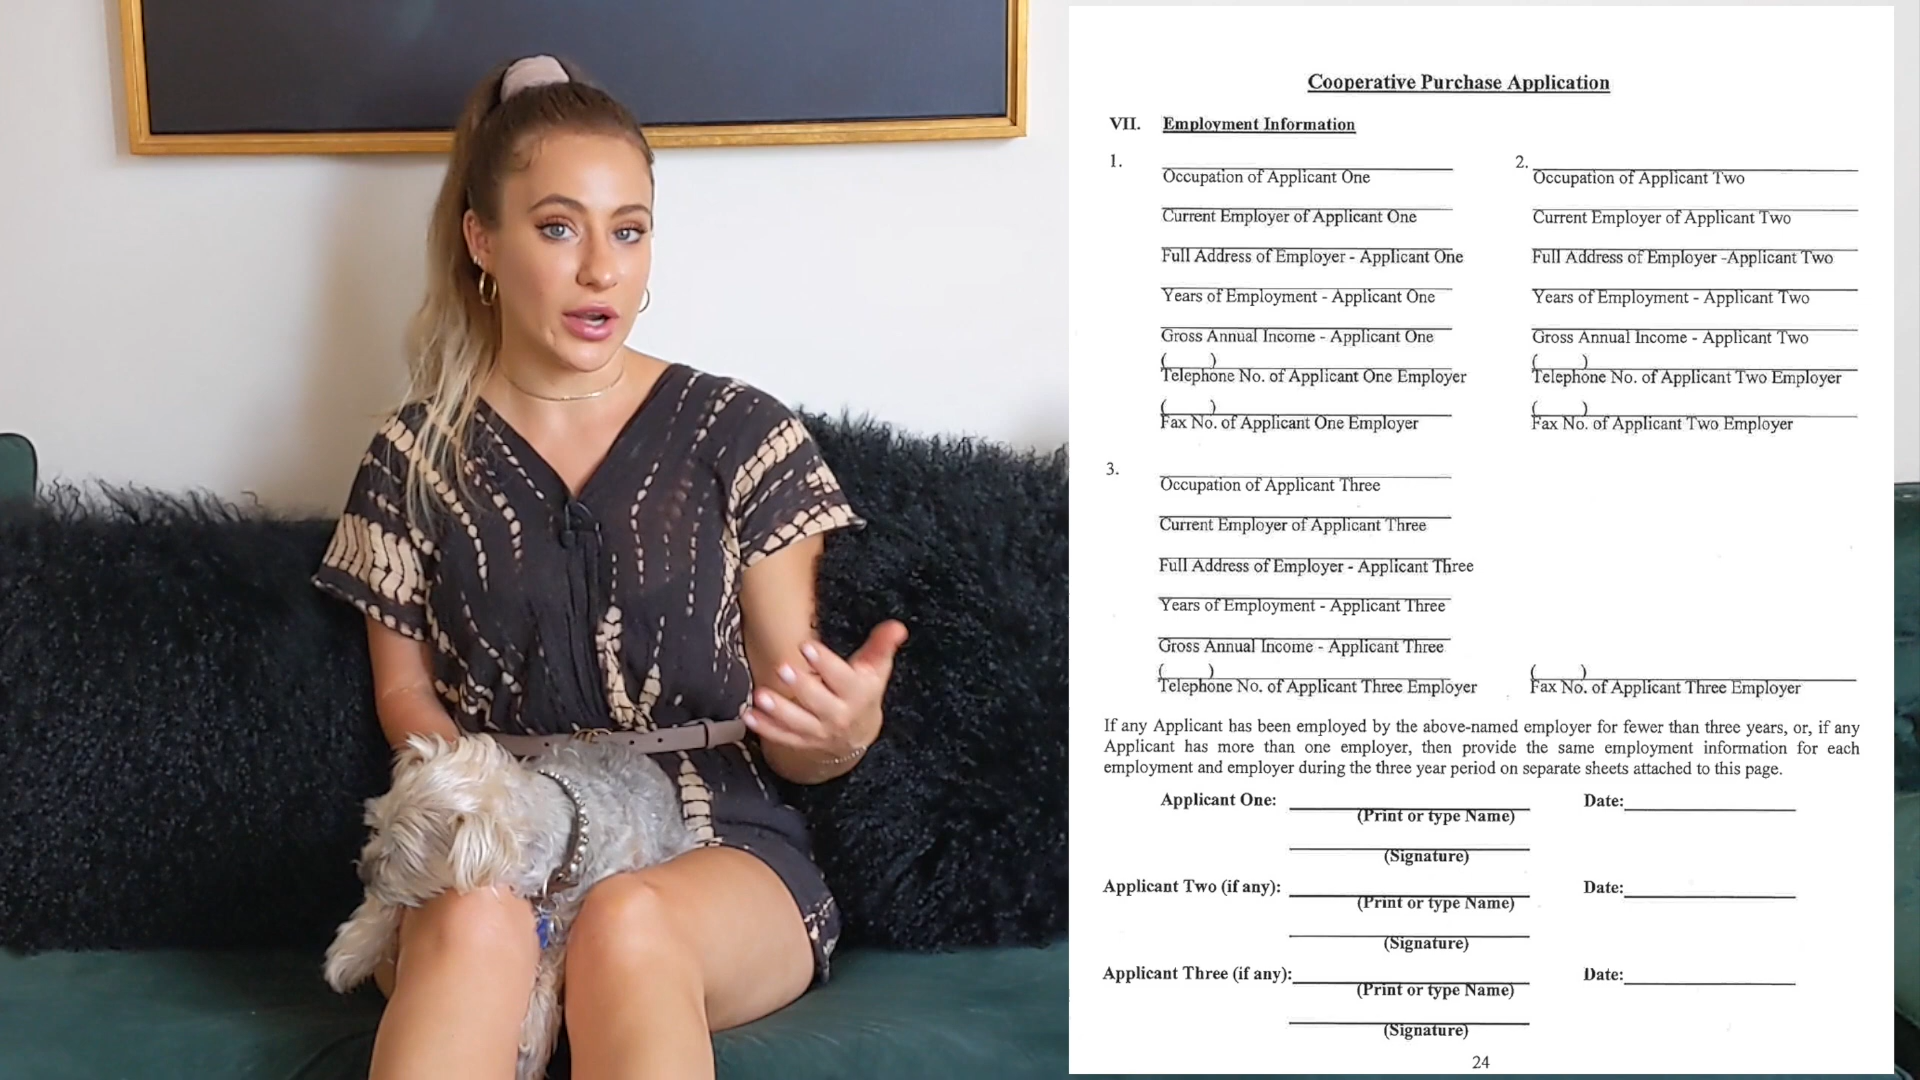 Cooperative Purchase Application
VII. Employment Information
1.
Occupation of Applicant One
Current Employer of Applicant One
Full Address of Employer - Applicant One
Years of Employment - Applicant One
Gross Annual Income - Applicant One
( )
Telephone No. of Applicant One Employer
( )
Fax No. of Applicant One Employer
2.
Occupation of Applicant Two
Current Employer of Applicant Two
Full Address of Employer -Applicant Two
Years of Employment - Applicant Two
Gross Annual Income - Applicant Two
( )
Telephone No. of Applicant Two Employer
( )
Fax No. of Applicant Two Employer
3.
Occupation of Applicant Three
Current Employer of Applicant Three
Full Address of Employer - Applicant Three
Years of Employment - Applicant Three
Gross Annual Income - Applicant Three
( )
Telephone No. of Applicant Three Employer
( )
Fax No. of Applicant Three Employer
If any Applicant has been employed by the above-named employer for fewer than three years, or, if any
Applicant has more than one employer, then provide the same employment information for each
employment and employer during the three year period on separate sheets attached to this page.
Applicant One: Date:
(Print or type Name)
(Signature)
Applicant Two (if any): Date:
(Print or type Name)
(Signature)
Applicant Three (if any): Date:
(Print or type Name)
(Signature)
24